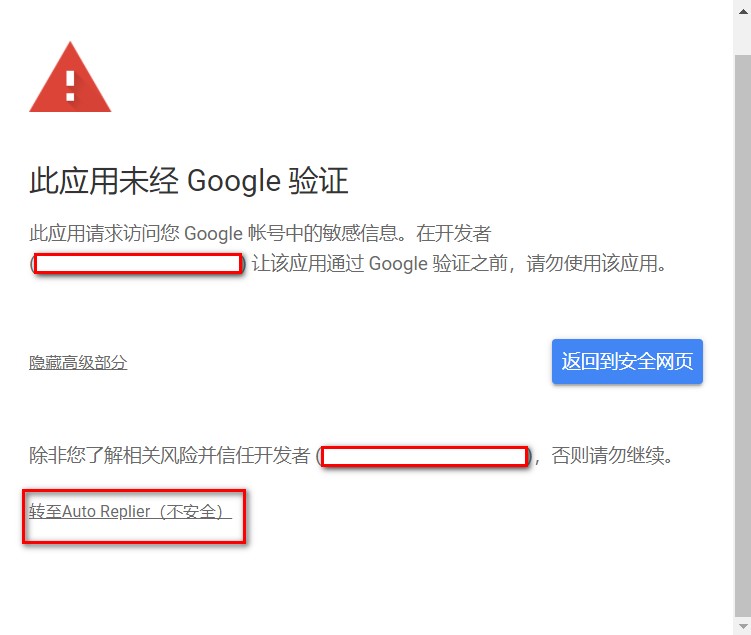 此应用未经 Google 验证
此应用请求访问您 Google 帐号中的敏感信息。在开发者
() 让该应用通过 Google 验证之前，请勿使用该应用。
隐藏高级部分
返回到安全网页
除非您了解相关风险并信任开发者 ()，否则请勿继续。
转至Auto Replier（不安全）